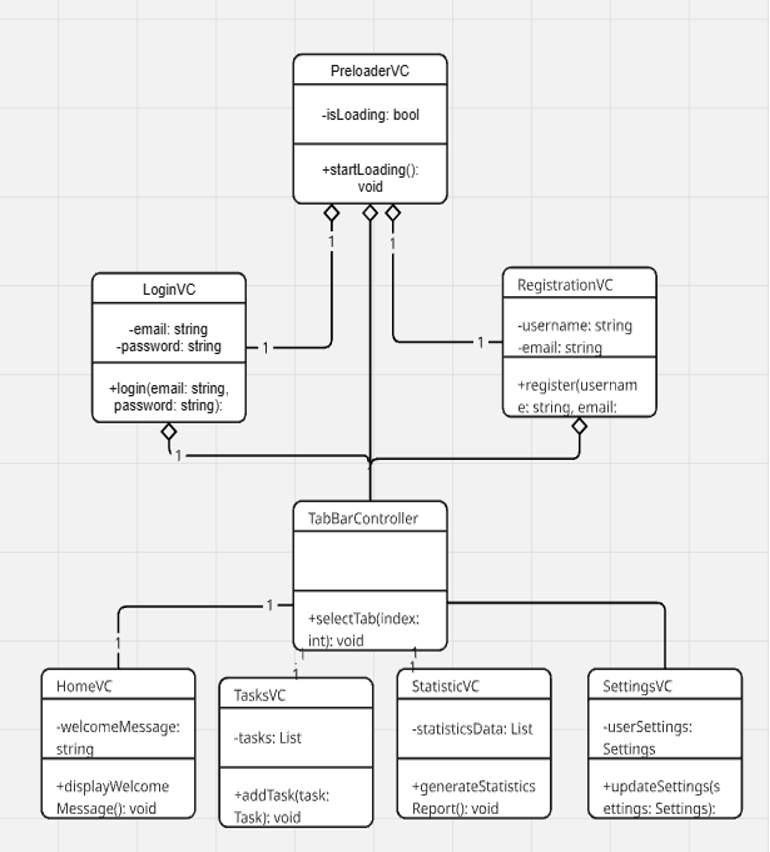 PreloaderVC
-isLoading: bool
+startLoading():
void
1
1
LoginVC
-email: string
-password: string
+login(email: string,
password: string):
1
1
RegistrationVC
-username: string
-email: string
+register(usernam
e: string, email:
1
TabBarController
+selectTab(index:
int): void
1
1
1
1
1
1
HomeVC
-welcomeMessage:
string
+displayWelcome
Message(): void
TasksVC
-tasks: List
+addTask(task:
Task): void
StatisticVC
-statisticsData: List
+generateStatistics
Report(): void
SettingsVC
-userSettings:
Settings
+updateSettings(s
ettings: Settings):